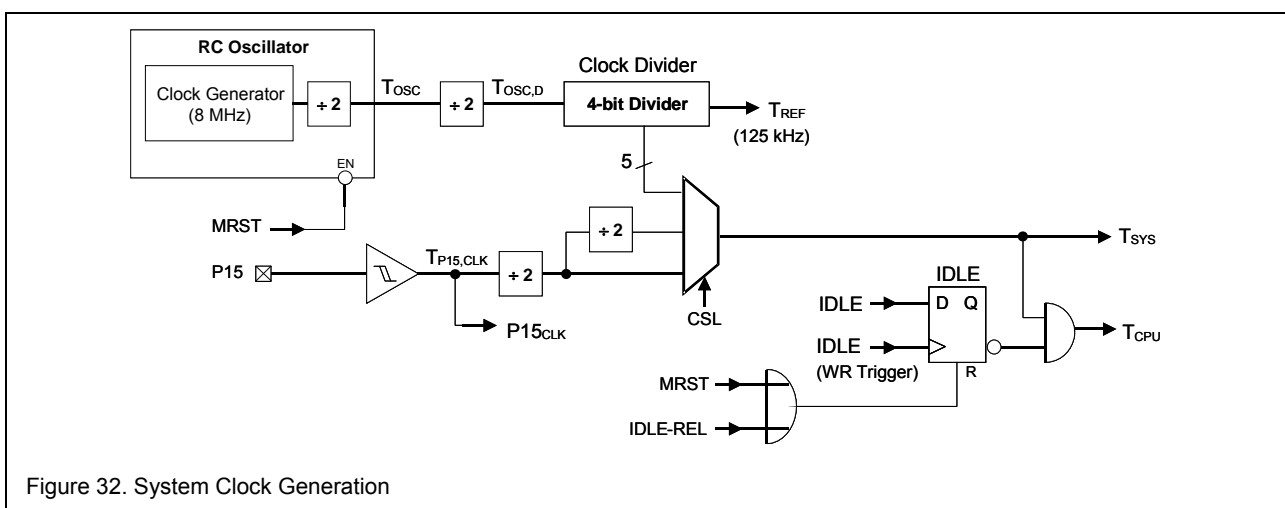 RC Oscillator
Clock Generator
(8 MHz)
÷ 2
TOSC
÷ 2
TOSC,D
Clock Divider
4-bit Divider
TREF
(125 kHz)
EN
5
MRST
÷ 2
P15
TP15,CLK
÷ 2
P15CLK
CSL
TSYS
IDLE
IDLE
D Q
IDLE
(WR Trigger)
R
TCPU
MRST
IDLE-REL
Figure 32. System Clock Generation